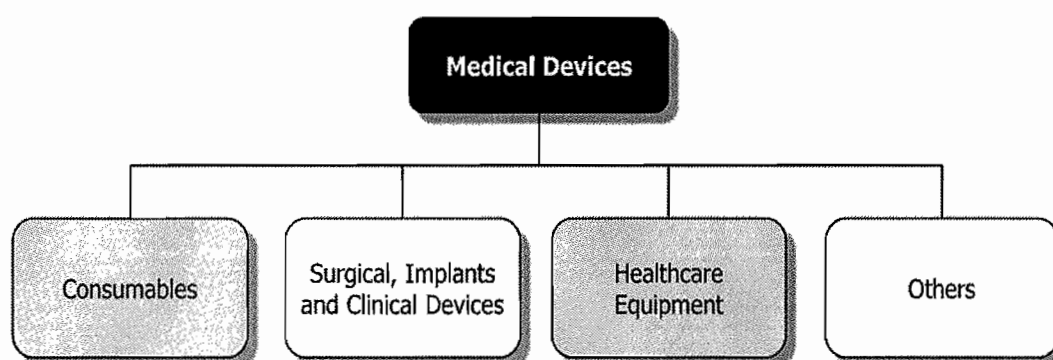 Medical Devices
Consumables
Surgical, Implants
and Clinical Devices
Healthcare
Equipment
Others